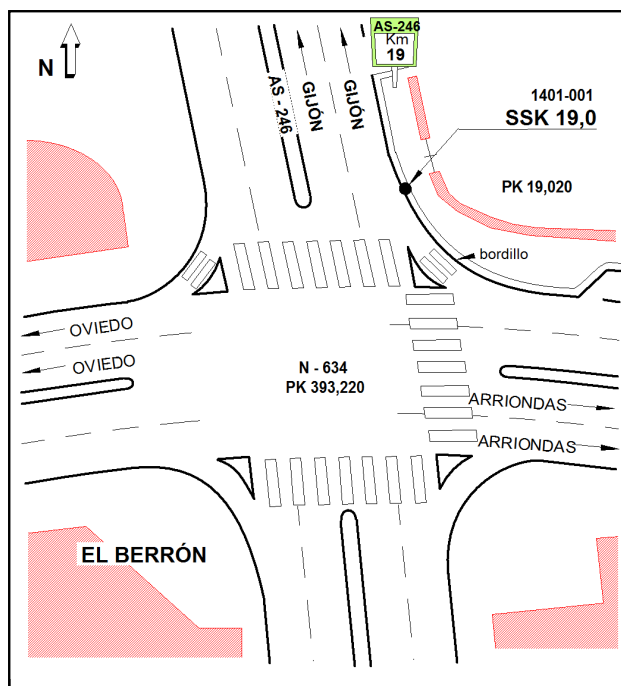 AS-246
Km
19
N
AS - 246
GIJÓN
GIJÓN
1401-001
SSK 19,0
PK 19,020
bordillo
OVIEDO
OVIEDO
N - 634
PK 393,220
ARRIONDAS
ARRIONDAS
EL BERRÓN